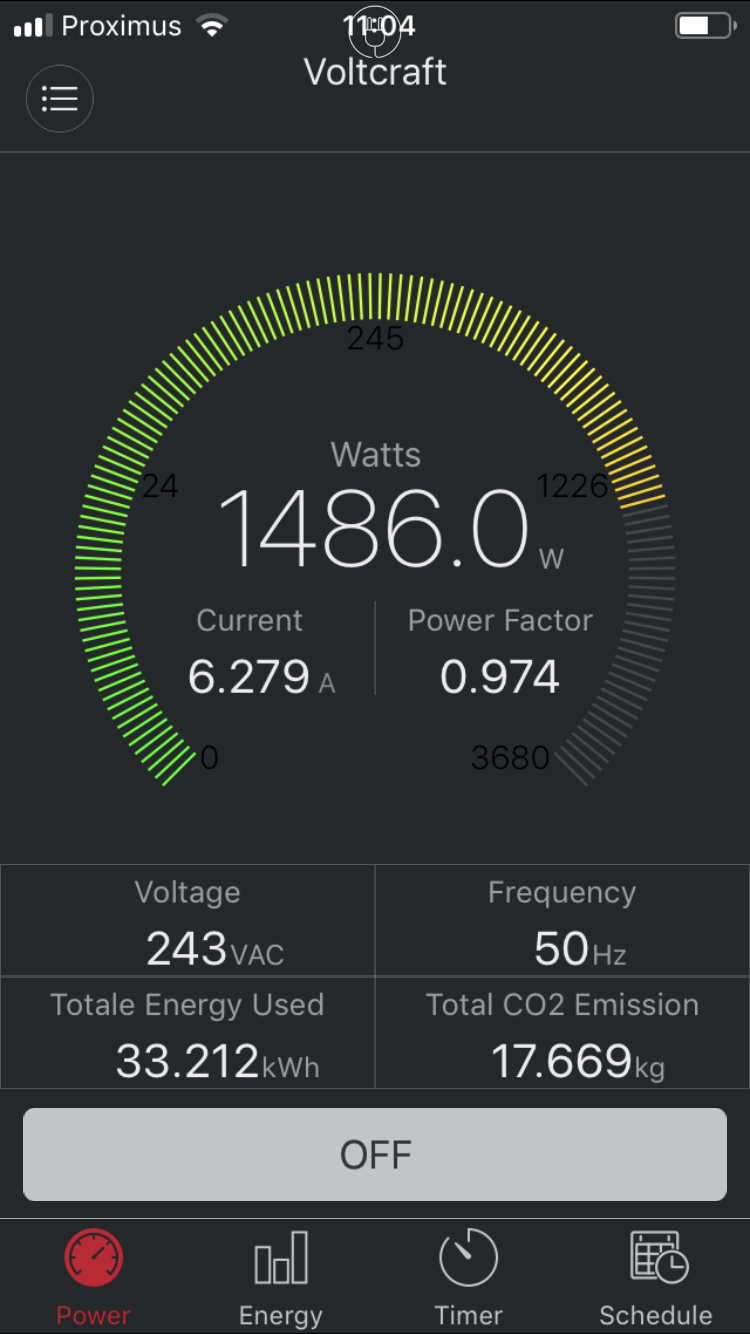 Proximus 11:04
Voltcraft
245
Watts
24
1226
1486.0 W
Current
Power Factor
6.279 A
0.974
0
3680
Voltage
Frequency
243VAC
50Hz
Totale Energy Used
Total CO2 Emission
33.212kWh
17.669kg
OFF
Power
Energy
Timer
Schedule